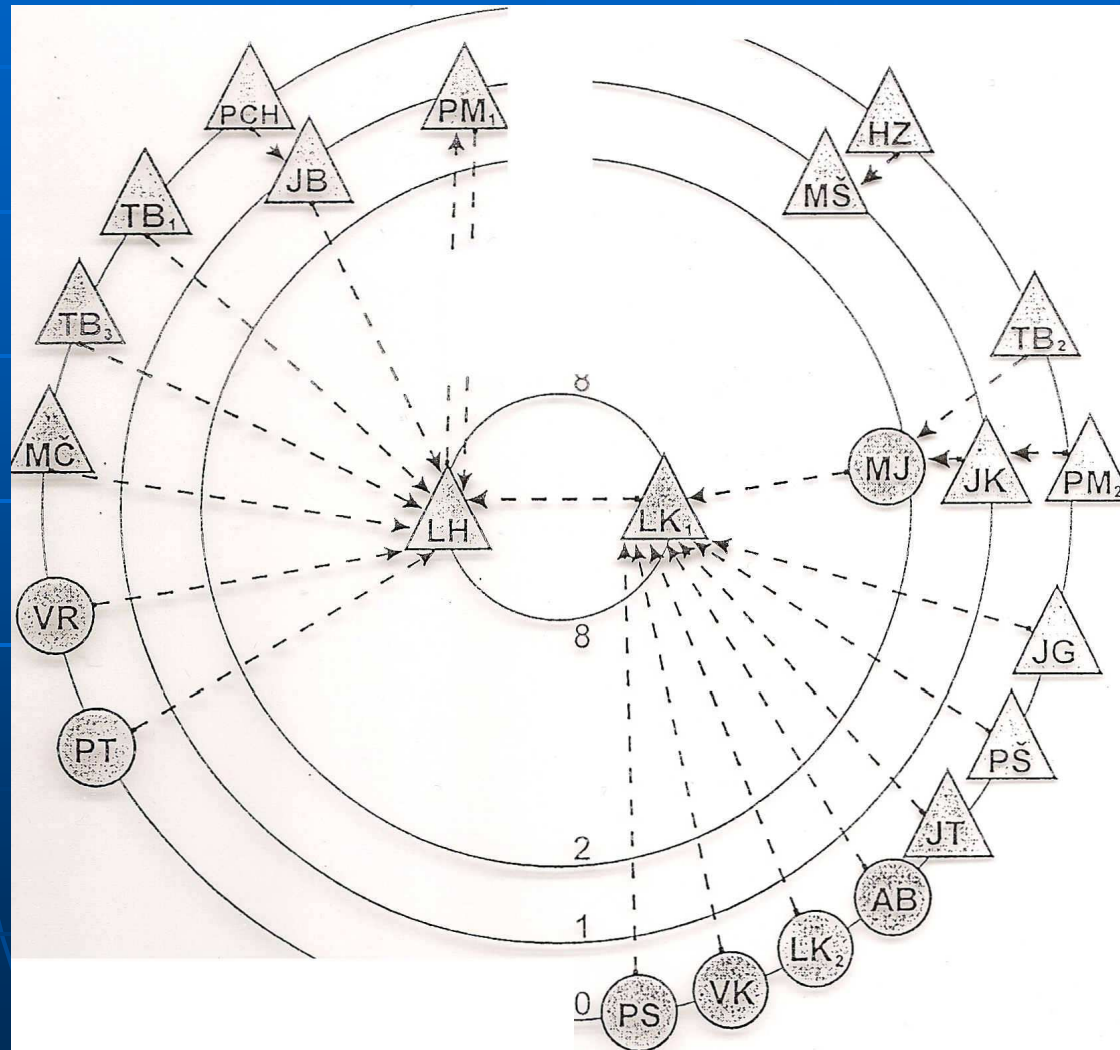 PCH
PM₁
HZ
JB
MŠ
TB₁
TB₃
TB₂
8
MČ
MJ
JK
PM₂
LH
LK₁
VR
8
JG
PT
PŠ
JT
2
AB
1
LK₂
VK
0
PS